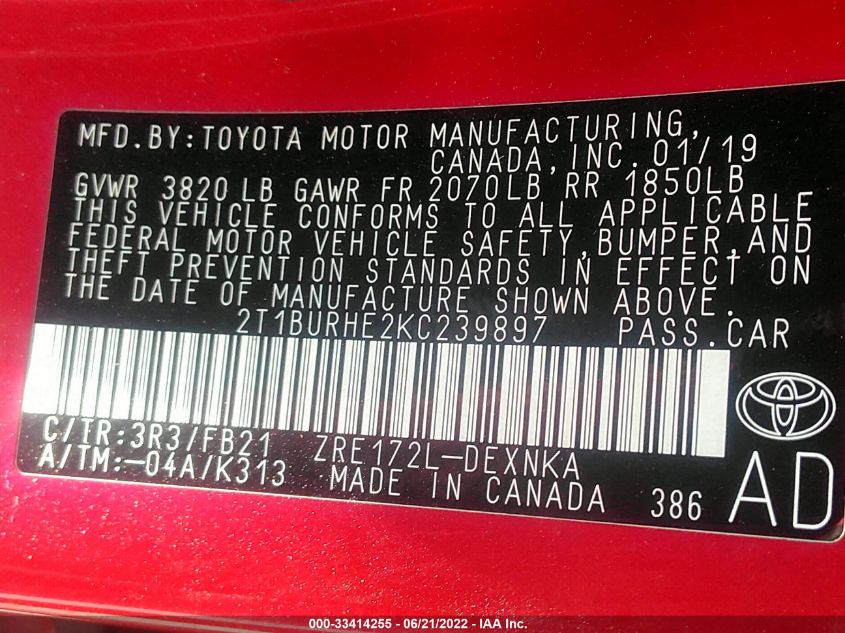 MFD.BY:TOYOTA MOTOR MANUFACTURING,
CANADA,INC.01/19
GVWR 3820 LB GAWR FR 2070LB RR 1850LB
THIS VEHICLE CONFORMS TO ALL APPLICABLE
FEDERAL MOTOR VEHICLE SAFETY,BUMPER,AND
THEFT PREVENTION STANDARDS IN EFFECT ON
THE DATE OF MANUFACTURE SHOWN ABOVE.
2T1BURHE2KC239897 PASS.CAR
C/TR:3R3/FB21 ZRE172L-DEXNKA
A/TM:-04A/K313 MADE IN CANADA 386 AD
000-33414255 - 06/21/2022 - IAA Inc.